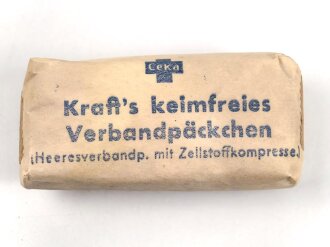 CeKa
Kraft's keimfreies
Verbandpäckchen
(Heeresverbandp. mit Zellstoffkompresse.)